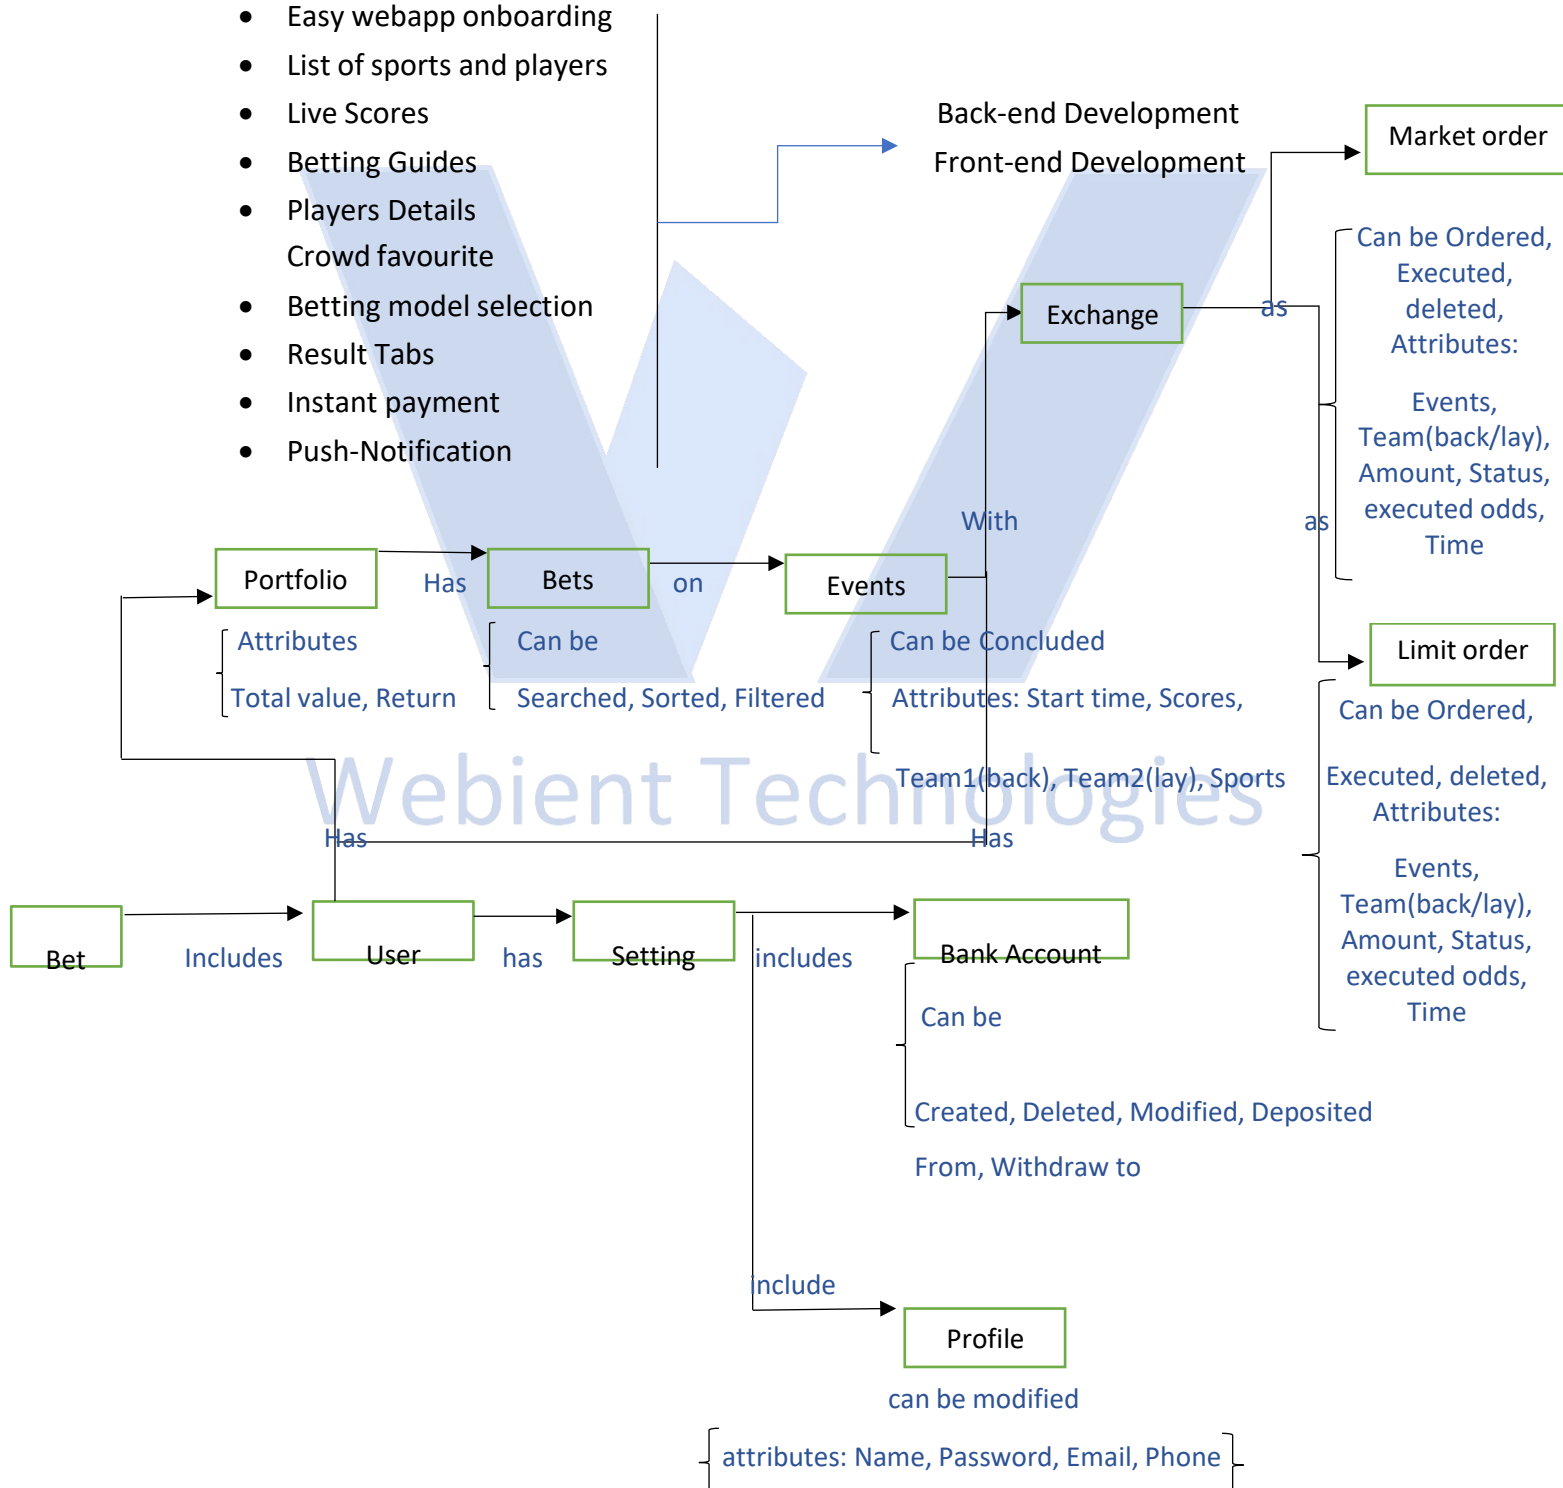 • Easy webapp onboarding
• List of sports and players
• Live Scores
• Betting Guides
• Players Details
Crowd favourite
• Betting model selection
• Result Tabs
• Instant payment
• Push-Notification
Back-end Development
Front-end Development
Market order
Can be Ordered,
Executed,
deleted,
Attributes:
Events,
Team(back/lay),
Amount, Status,
executed odds,
Time
Exchange
as
With
as
Portfolio
Has
Bets
on
Events
Attributes
Total value, Return
Can be
Searched, Sorted, Filtered
Can be Concluded
Attributes: Start time, Scores,
Team1(back), Team2(lay), Sports
Limit order
Can be Ordered,
Executed, deleted,
Attributes:
Events,
Team(back/lay),
Amount, Status,
executed odds,
Time
Webient Technologies
Has
Has
Bet
Includes
User
has
Setting
includes
Bank Account
Can be
Created, Deleted, Modified, Deposited
From, Withdraw to
include
Profile
can be modified
attributes: Name, Password, Email, Phone